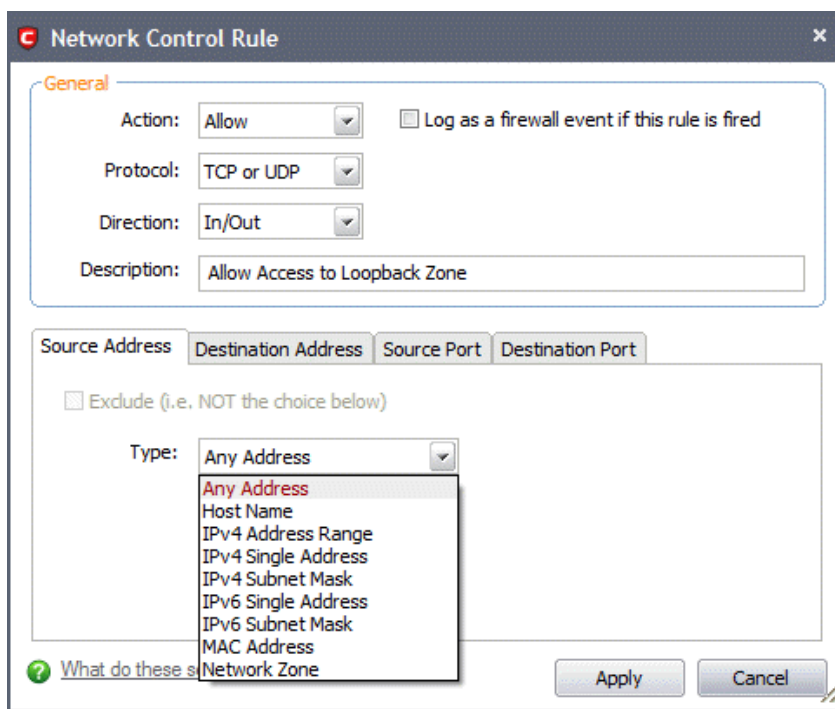 Network Control Rule
General
Action: Allow Log as a firewall event if this rule is fired
Protocol: TCP or UDP
Direction: In/Out
Description: Allow Access to Loopback Zone
Source Address Destination Address Source Port Destination Port
Exclude (i.e. NOT the choice below)
Type: Any Address
Any Address
Host Name
IPv4 Address Range
IPv4 Single Address
IPv4 Subnet Mask
IPv6 Single Address
IPv6 Subnet Mask
MAC Address
Network Zone
What do these
Apply Cancel